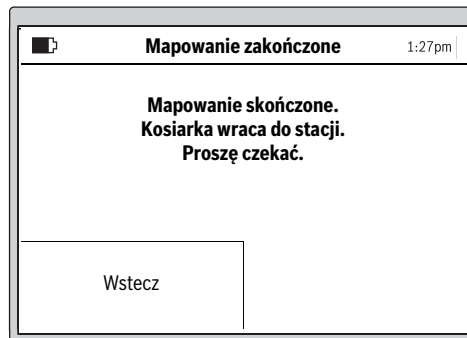 Mapowanie zakończone 1:27pm
Mapowanie skończone.
Kosiarka wraca do stacji.
Proszę czekać.
Wstecz